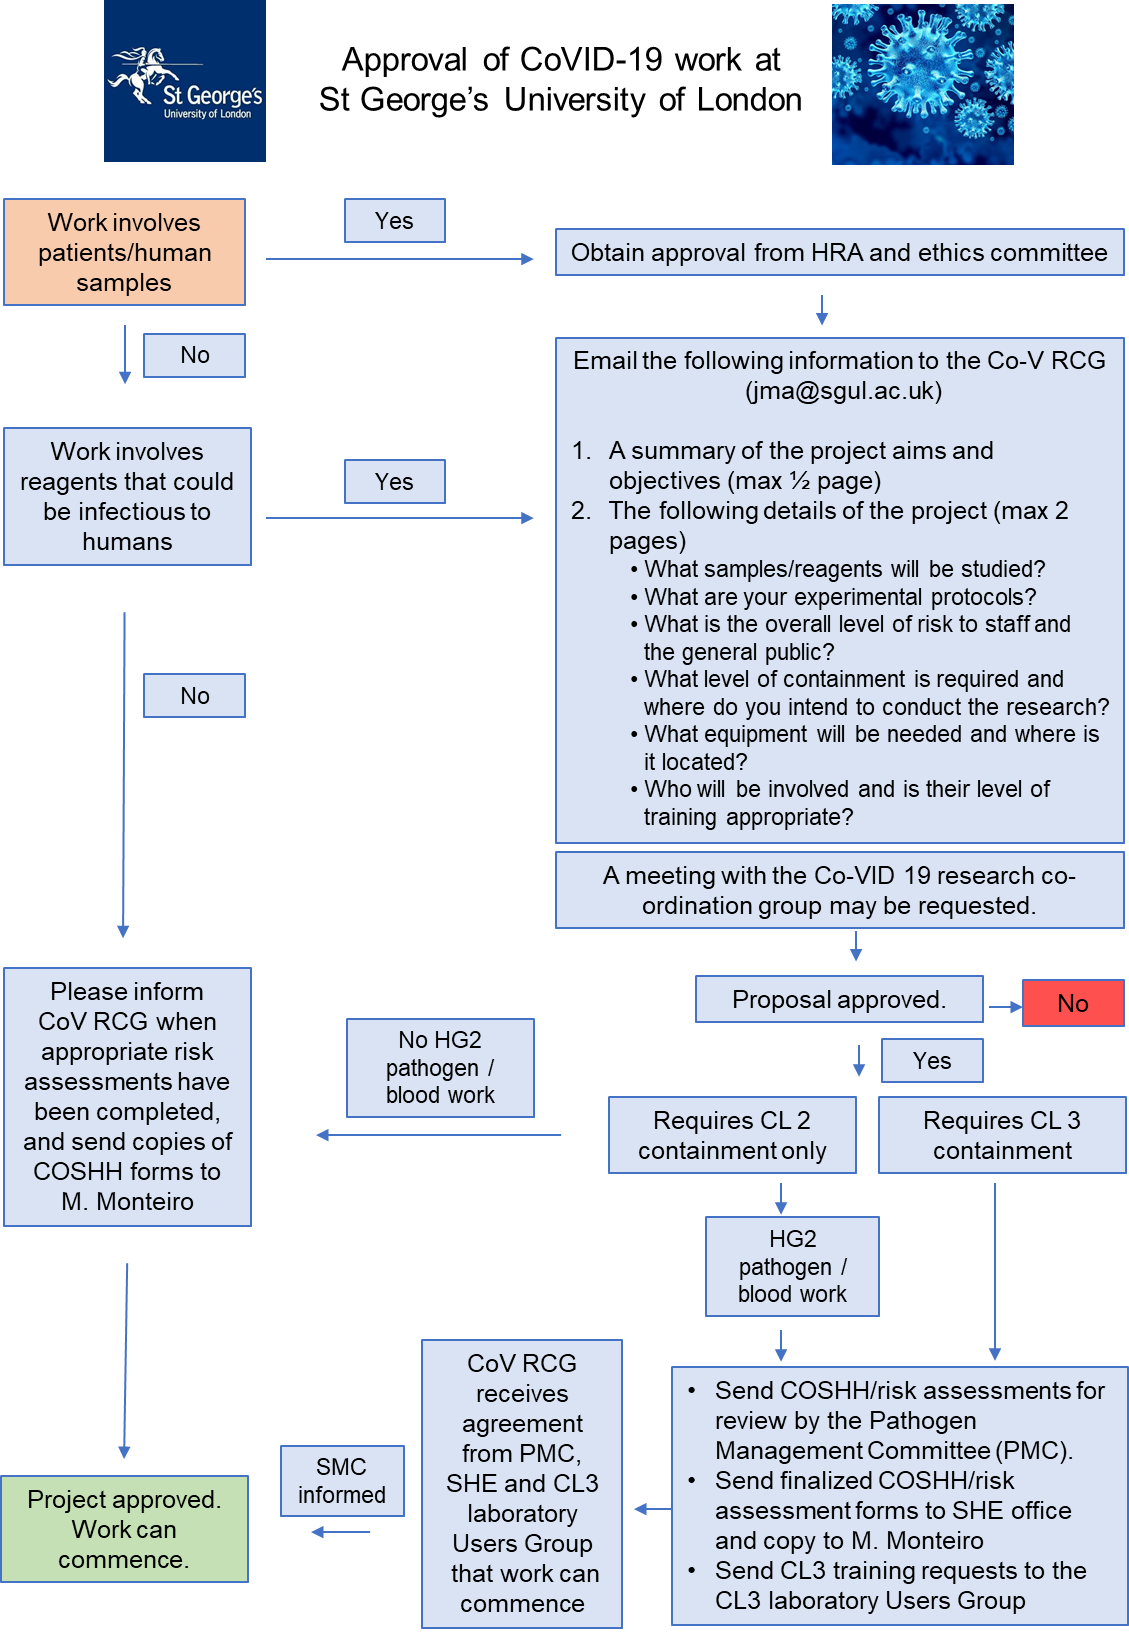 St George's
University of London
Approval of CoVID-19 work at
St George's University of London
Work involves
patients/human
samples
Yes
Obtain approval from HRA and ethics committee
No
Email the following information to the Co-V RCG
(jma@sgul.ac.uk)
1. A summary of the project aims and
objectives (max ½ page)
2. The following details of the project (max 2
pages)
• What samples/reagents will be studied?
• What are your experimental protocols?
• What is the overall level of risk to staff and
the general public?
• What level of containment is required and
where do you intend to conduct the research?
• What equipment will be needed and where is
it located?
• Who will be involved and is their level of
training appropriate?
Work involves
reagents that could
be infectious to
humans
Yes
No
A meeting with the Co-VID 19 research co-
ordination group may be requested.
Proposal approved.
No
Yes
Please inform
CoV RCG when
appropriate risk
assessments have
been completed,
and send copies of
COSHH forms to
M. Monteiro
No HG2
pathogen /
blood work
Requires CL 2
containment only
Requires CL 3
containment
HG2
pathogen /
blood work
• Send COSHH/risk assessments for
review by the Pathogen
Management Committee (PMC).
• Send finalized COSHH/risk
assessment forms to SHE office
and copy to M. Monteiro
• Send CL3 training requests to the
CL3 laboratory Users Group
CoV RCG
receives
agreement
from PMC,
SHE and CL3
laboratory
Users Group
that work can
commence
SMC
informed
Project approved.
Work can
commence.